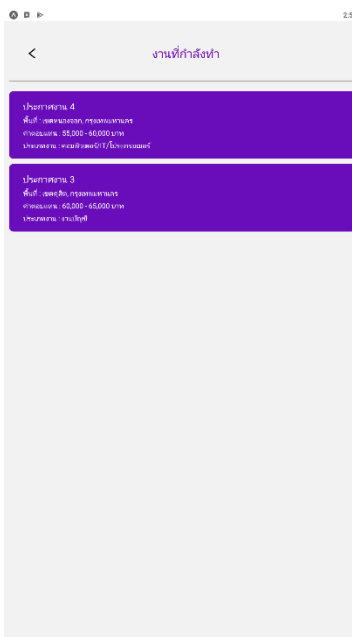 2:5
งานที่กำลังทำ
ประกาศงาน 4
พื้นที่ : เขตหนองจอก, กรุงเทพมหานคร
ค่าตอบแทน : 55,000 - 60,000 บาท
ประเภทงาน : คอมพิวเตอร์/IT/โปรแกรมเมอร์
ประกาศงาน 3
พื้นที่ : เขตดุสิต, กรุงเทพมหานคร
ค่าตอบแทน : 60,000 - 65,000 บาท
ประเภทงาน : งานบัญชี